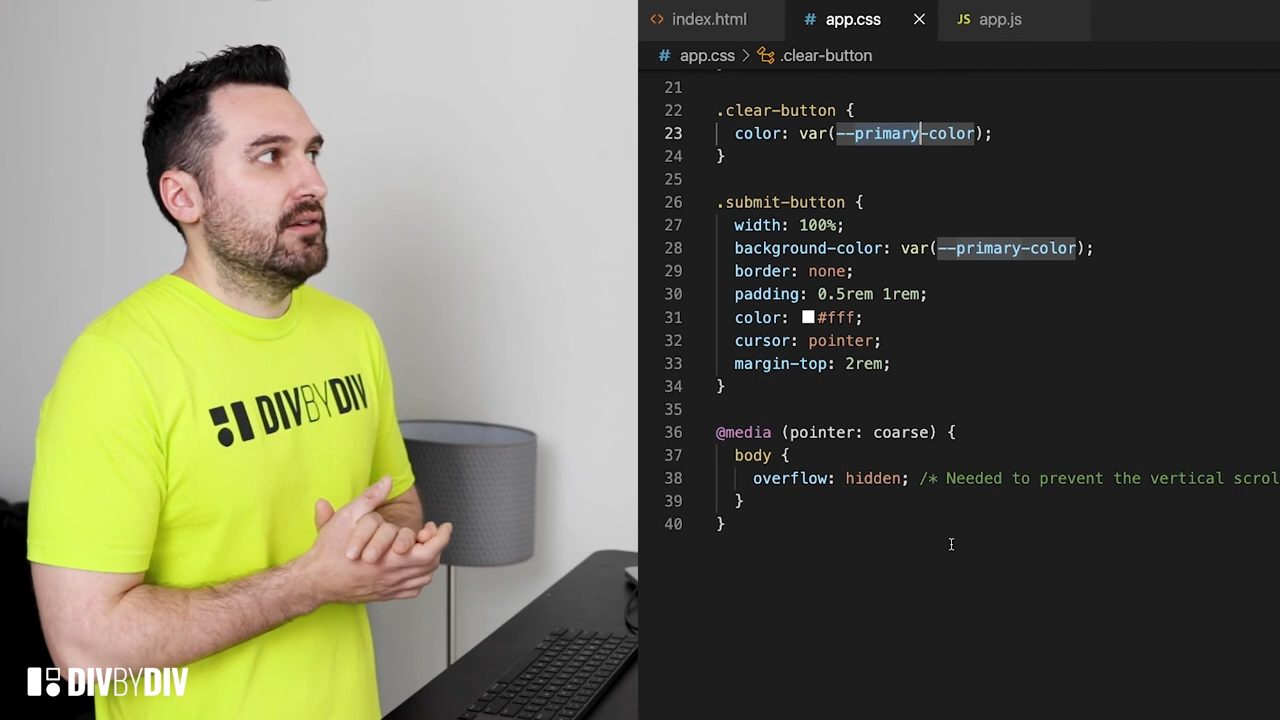 DIVBYDIV
DIVBYDIV
index.html
# app.css
JS app.js
# app.css > .clear-button
21
22 .clear-button {
23 color: var(--primary-color);
24 }
25
26 .submit-button {
27 width: 100%;
28 background-color: var(--primary-color);
29 border: none;
30 padding: 0.5rem 1rem;
31 color: #fff;
32 cursor: pointer;
33 margin-top: 2rem;
34 }
35
36 @media (pointer: coarse) {
37 body {
38 overflow: hidden; /* Needed to prevent the vertical scrol
39 }
40 }